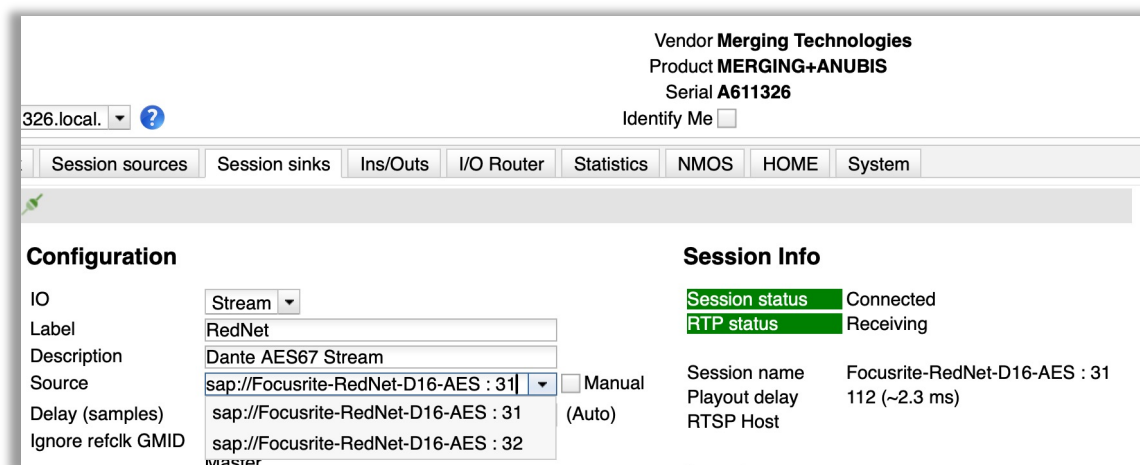 Vendor Merging Technologies
Product MERGING+ANUBIS
Serial A611326
326.local. ?
Identify Me
Session sources Session sinks Ins/Outs I/O Router Statistics NMOS HOME System
Configuration
IO Stream
Label RedNet
Description Dante AES67 Stream
Source sap://Focusrite-RedNet-D16-AES : 31 Manual
Delay (samples) (Auto)
sap://Focusrite-RedNet-D16-AES : 31
Ignore refclk GMID
sap://Focusrite-RedNet-D16-AES : 32
Master
Session Info
Session status Connected
RTP status Receiving
Session name Focusrite-RedNet-D16-AES : 31
Playout delay 112 (~2.3 ms)
RTSP Host